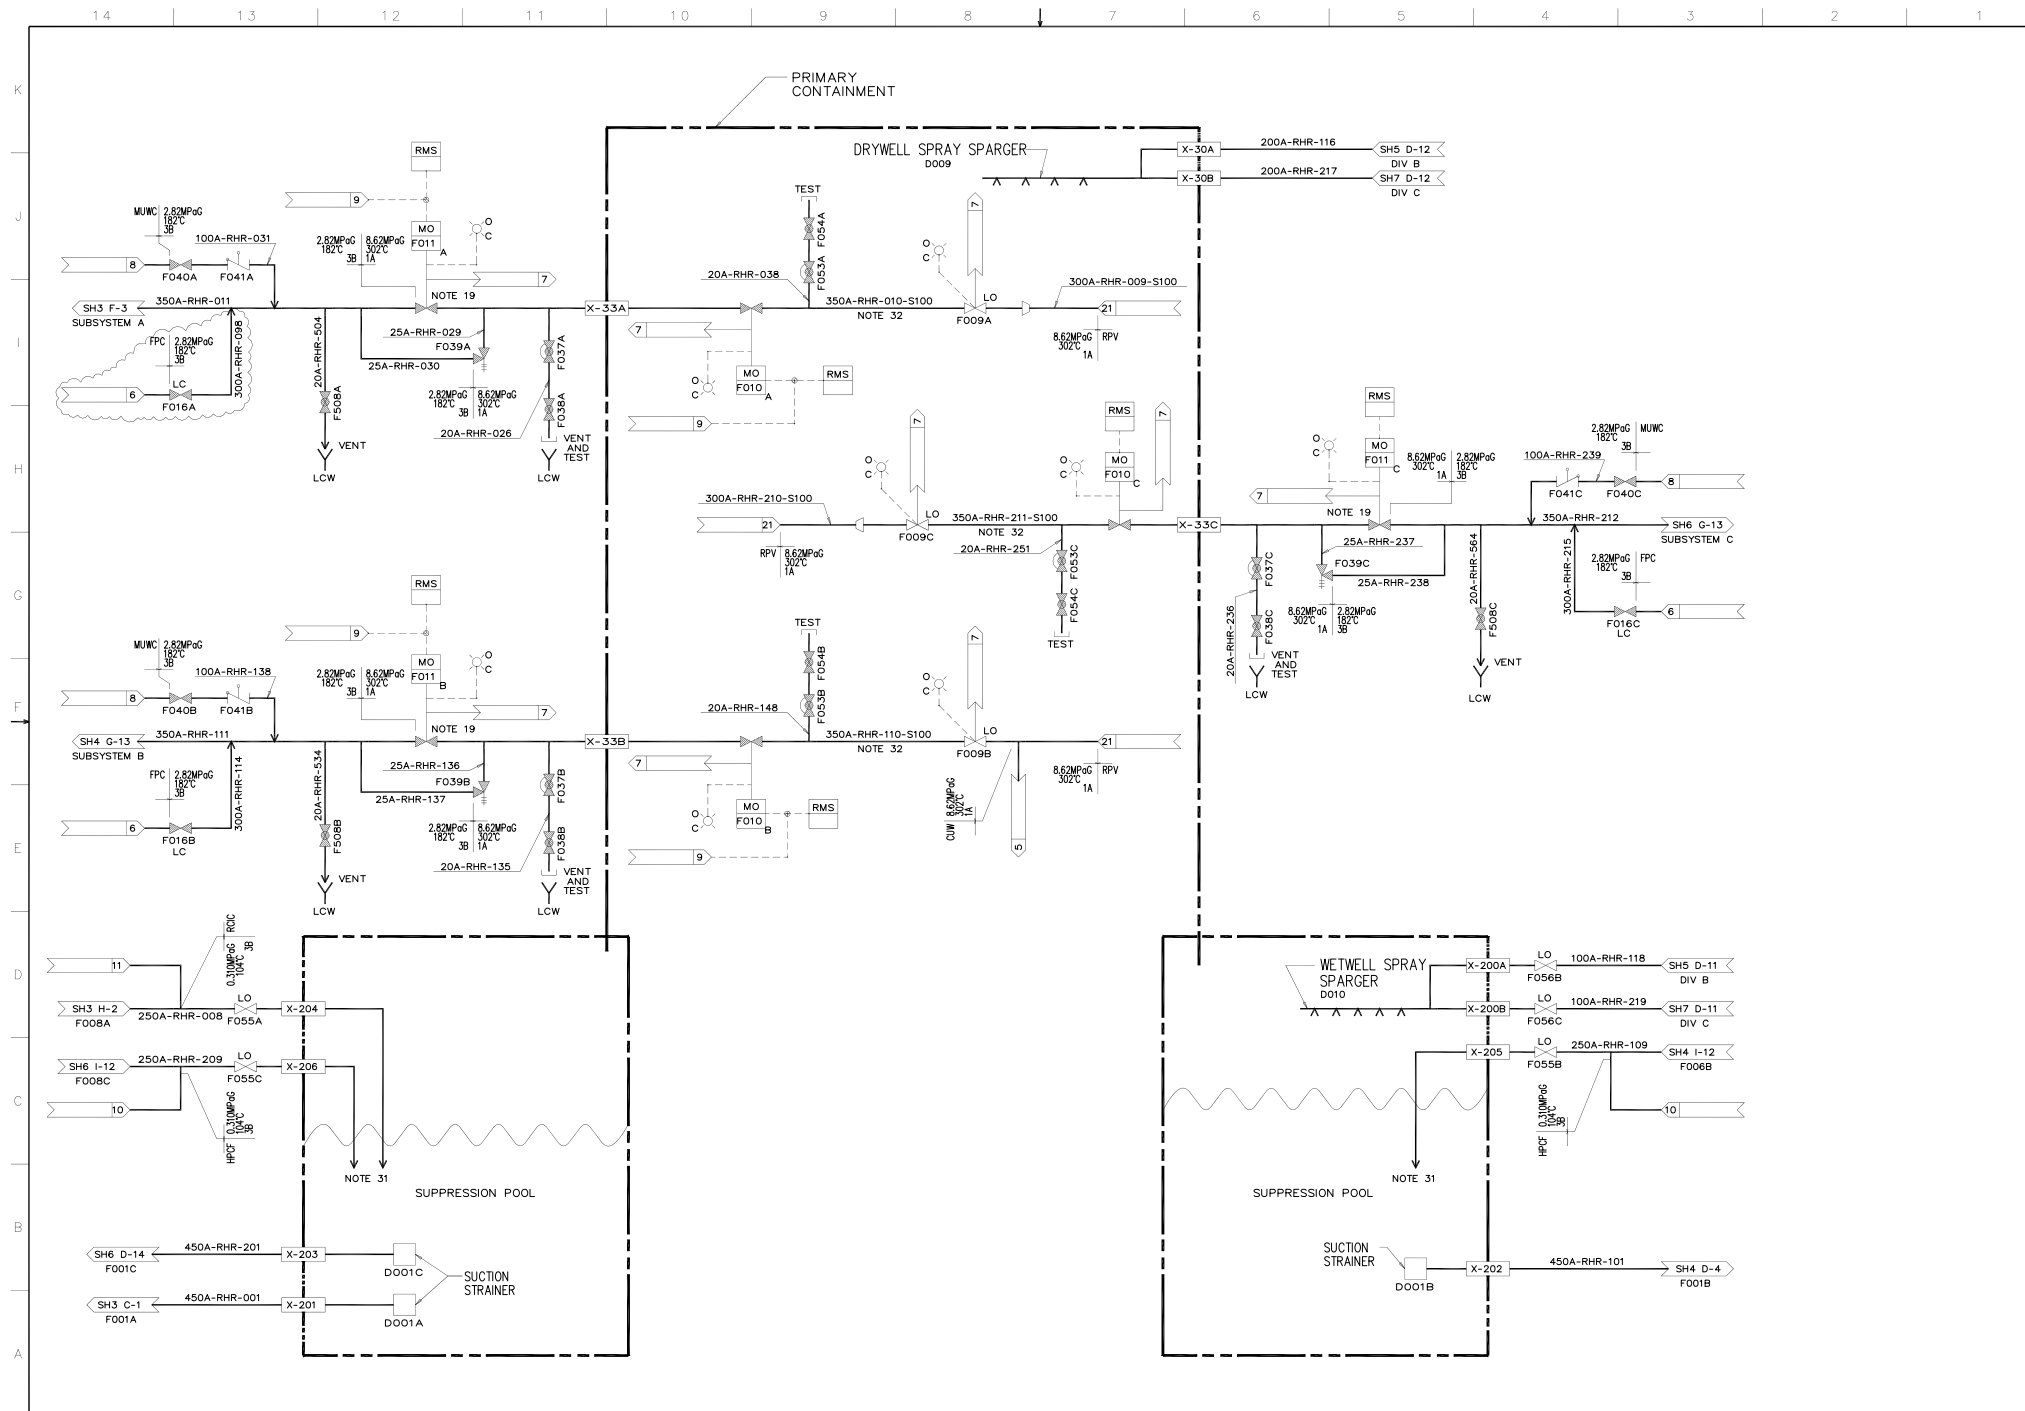 14 13 12 11 10 9 8 7 6 5 4 3 2 1
K
J
I
H
G
F
E
D
C
B
A
PRIMARY
CONTAINMENT
DRYWELL SPRAY SPARGER
D009
X-30A
200A-RHR-116
SH5 D-12
DIV B
X-30B
200A-RHR-217
SH7 D-12
DIV C
RMS
9
MO
F011
A
O
C
MUWC
2.82MPaG
182℃
3B
100A-RHR-031
8
F040A
F041A
2.82MPaG
182℃
3B
8.62MPaG
302℃
1A
7
NOTE 19
SH3 F-3
SUBSYSTEM A
350A-RHR-011
FPC
2.82MPaG
182℃
3B
LC
6
F016A
300A-RHR-098
20A-RHR-504
F508A
VENT
LCW
25A-RHR-029
F039A
25A-RHR-030
2.82MPaG
182℃
3B
8.62MPaG
302℃
1A
F037A
F038A
20A-RHR-026
VENT
AND
TEST
LCW
X-33A
TEST
F054A
F053A
20A-RHR-038
350A-RHR-010-S100
NOTE 32
7
O
C
LO
F009A
300A-RHR-009-S100
21
8.62MPaG
302℃
1A
RPV
7
O
C
MO
F010
A
RMS
9
7
O
C
300A-RHR-210-S100
21
RPV
8.62MPaG
302℃
1A
LO
F009C
350A-RHR-211-S100
NOTE 32
20A-RHR-251
F053C
F054C
TEST
RMS
MO
F010
C
O
C
7
X-33C
RMS
MO
F011
C
O
C
7
NOTE 19
8.62MPaG
302℃
1A
2.82MPaG
182℃
3B
2.82MPaG
182℃
3B
MUWC
100A-RHR-239
8
F041C
F040C
350A-RHR-212
SH6 G-13
SUBSYSTEM C
25A-RHR-237
F039C
25A-RHR-238
8.62MPaG
302℃
1A
2.82MPaG
182℃
3B
F037C
F038C
20A-RHR-236
VENT
AND
TEST
LCW
20A-RHR-564
F508C
VENT
LCW
300A-RHR-215
2.82MPaG
182℃
3B
FPC
6
F016C
LC
RMS
9
MO
F011
B
O
C
MUWC
2.82MPaG
182℃
3B
100A-RHR-138
8
F040B
F041B
2.82MPaG
182℃
3B
8.62MPaG
302℃
1A
7
NOTE 19
SH4 G-13
SUBSYSTEM B
350A-RHR-111
FPC
2.82MPaG
182℃
3B
6
F016B
LC
300A-RHR-114
20A-RHR-534
F508B
VENT
LCW
25A-RHR-136
F039B
25A-RHR-137
2.82MPaG
182℃
3B
8.62MPaG
302℃
1A
F037B
F038B
20A-RHR-135
VENT
AND
TEST
LCW
X-33B
TEST
F054B
F053B
20A-RHR-148
350A-RHR-110-S100
NOTE 32
7
O
C
LO
F009B
21
8.62MPaG
302℃
1A
RPV
7
O
C
MO
F010
B
RMS
9
CUW
8.62MPaG
302℃
1A
5
0.310MPaG
104℃
RCIC
3B
11
SH3 H-2
F008A
250A-RHR-008
LO
F055A
X-204
SH6 I-12
F008C
250A-RHR-209
LO
F055C
X-206
10
HPCF
0.310MPaG
104℃
3B
NOTE 31
SUPPRESSION POOL
SH6 D-14
F001C
450A-RHR-201
X-203
D001C
SUCTION
STRAINER
SH3 C-1
F001A
450A-RHR-001
X-201
D001A
WETWELL SPRAY
SPARGER
D010
X-200A
LO
F056B
100A-RHR-118
SH5 D-11
DIV B
X-200B
LO
F056C
100A-RHR-219
SH7 D-11
DIV C
X-205
LO
F055B
250A-RHR-109
SH4 I-12
F006B
10
HPCF
0.310MPaG
104℃
3B
NOTE 31
SUPPRESSION POOL
SUCTION
STRAINER
D001B
X-202
450A-RHR-101
SH4 D-4
F001B